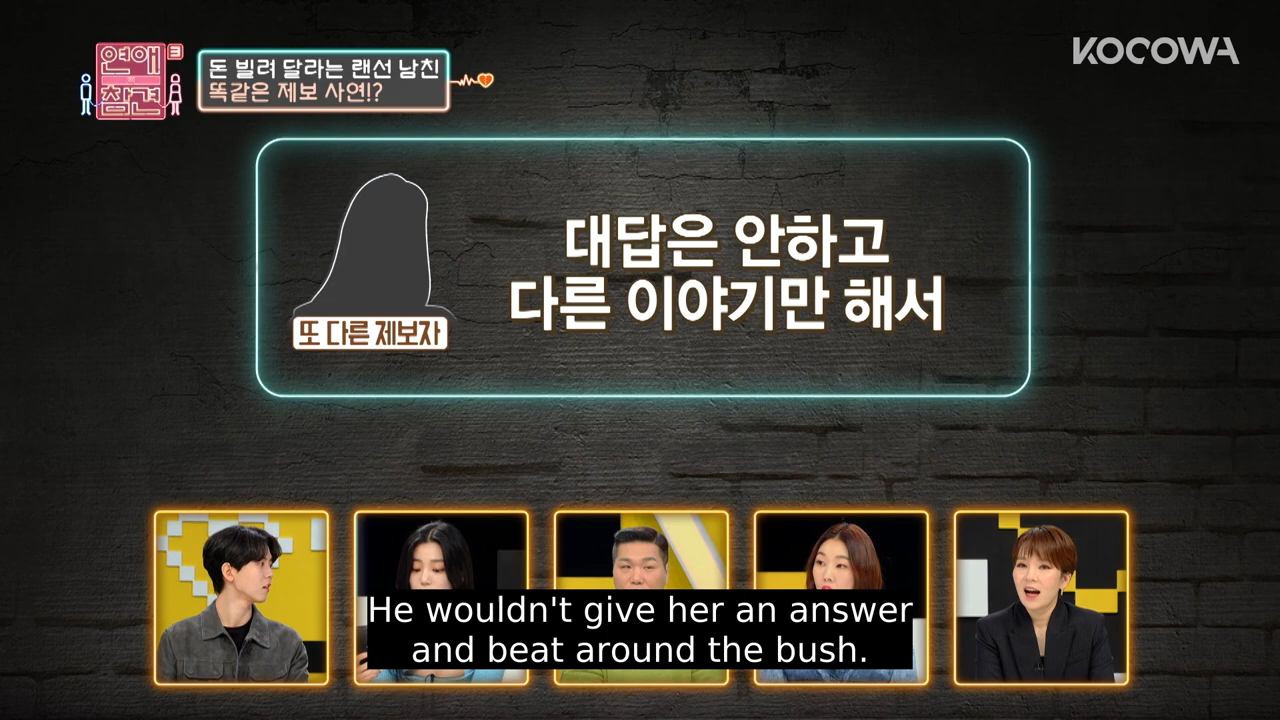 연애
참견
3
돈 빌려 달라는 랜선 남친
똑같은 제보 사연!?
KOCOWA
대답은 안하고
다른 이야기만 해서
또 다른 제보자
He wouldn't give her an answer
and beat around the bush.